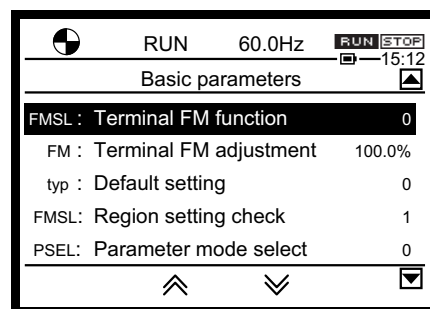 RUN 60.0Hz RUN STOP
15:12
Basic parameters
FMSL : Terminal FM function 0
FM : Terminal FM adjustment 100.0%
typ : Default setting 0
FMSL: Region setting check 1
PSEL: Parameter mode select 0